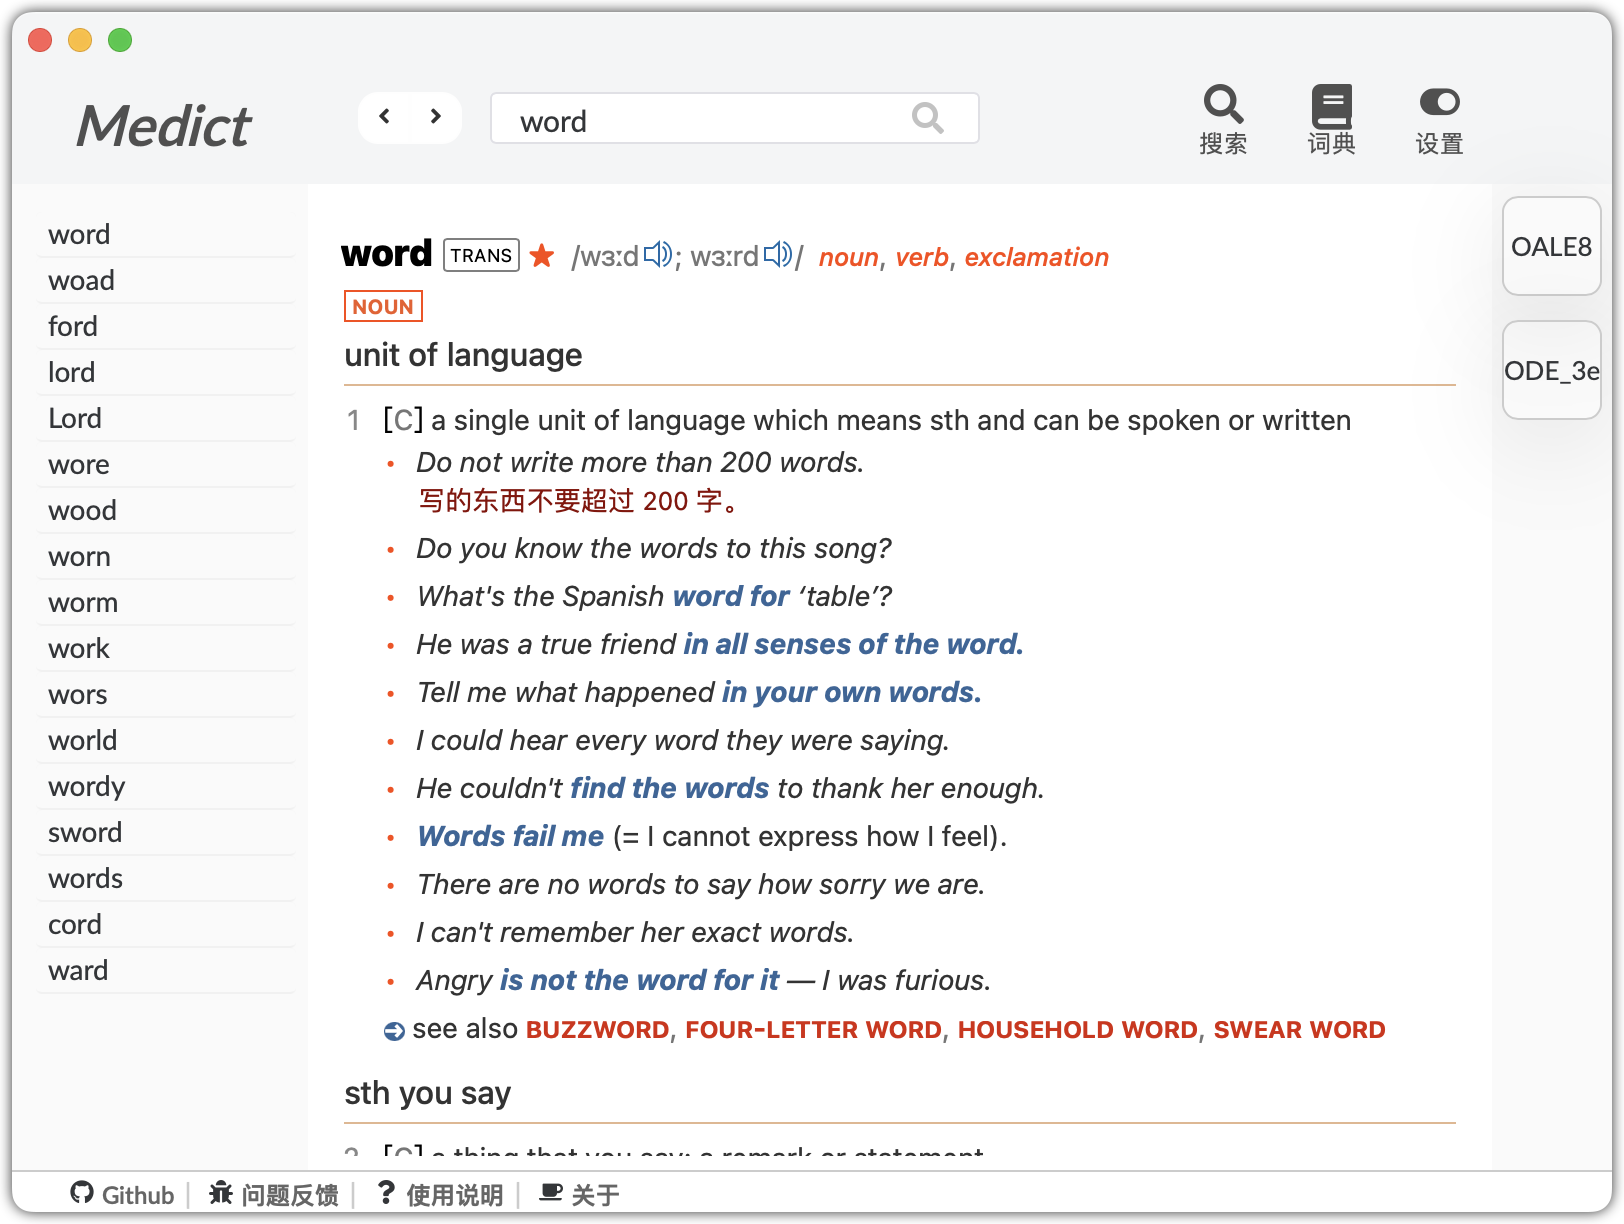 Medict
word
搜索
词典
设置
word
woad
ford
lord
Lord
wore
wood
worn
worm
work
wors
world
wordy
sword
words
cord
ward
word TRANS /wɜːd; wɜːrd/ noun, verb, exclamation
NOUN
unit of language
1 [C] a single unit of language which means sth and can be spoken or written
• Do not write more than 200 words.
写的东西不要超过 200 字。
• Do you know the words to this song?
• What's the Spanish word for ‘table’?
• He was a true friend in all senses of the word.
• Tell me what happened in your own words.
• I could hear every word they were saying.
• He couldn't find the words to thank her enough.
• Words fail me (= I cannot express how I feel).
• There are no words to say how sorry we are.
• I can't remember her exact words.
• Angry is not the word for it — I was furious.
see also BUZZWORD, FOUR-LETTER WORD, HOUSEHOLD WORD, SWEAR WORD
sth you say
2 [C] a thing that you say; a remark or statement
OALE8
ODE_3e
Github | 问题反馈 | 使用说明 | 关于